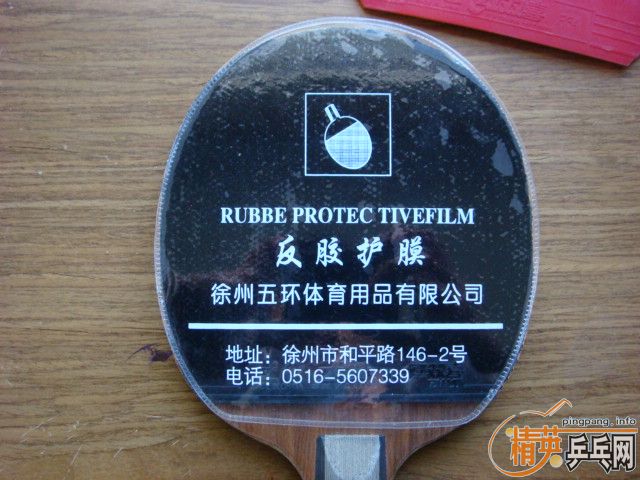 RUBBE PROTEC TIVEFILM
反胶护膜
徐州五环体育用品有限公司
地址：徐州市和平路146-2号
电话：0516-5607339
pingpang.info
精英乒乓网